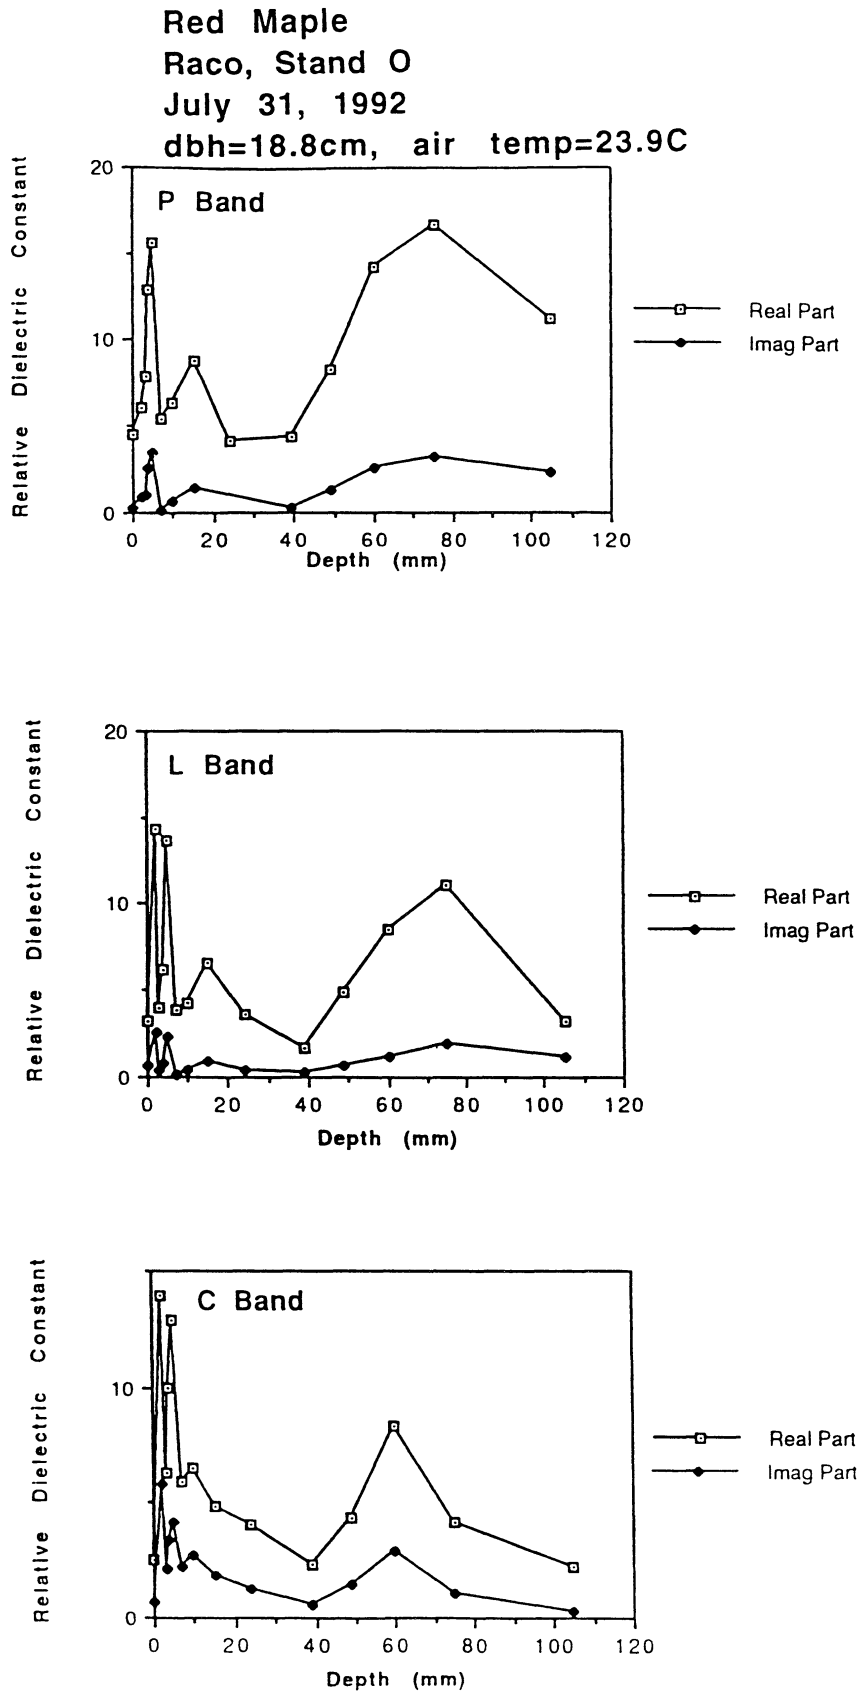 Red Maple
Raco, Stand O
July 31, 1992
dbh=18.8cm, air temp=23.9C
Relative Dielectric Constant
20
10
0
P Band
Real Part
Imag Part
0 20 40 60 80 100 120
Depth (mm)
Relative Dielectric Constant
20
10
0
L Band
Real Part
Imag Part
0 20 40 60 80 100 120
Depth (mm)
Relative Dielectric Constant
10
0
C Band
Real Part
Imag Part
0 20 40 60 80 100 120
Depth (mm)